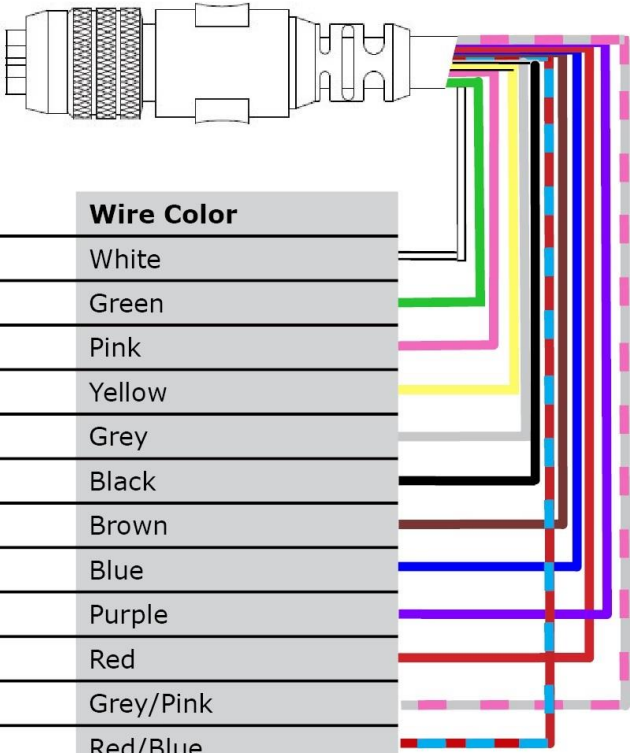 Wire Color
White
Green
Pink
Yellow
Grey
Black
Brown
Blue
Purple
Red
Grey/Pink
Red/Blue